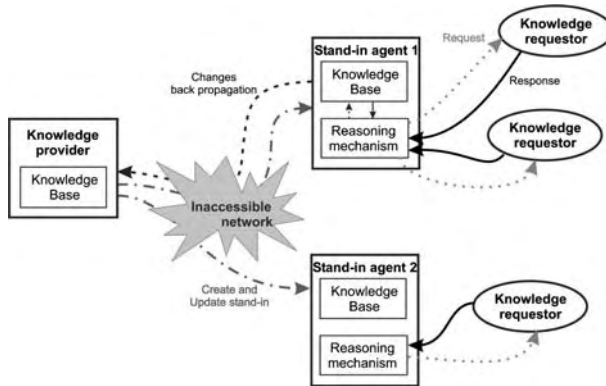 Stand-in agent 1
Knowledge
Base
Reasoning
mechanism
Request
Response
Knowledge
requestor
Knowledge
requestor
Changes
back propagation
Knowledge
provider
Knowledge
Base
Inaccessible
network
Create and
Update stand-in
Stand-in agent 2
Knowledge
Base
Reasoning
mechanism
Knowledge
requestor